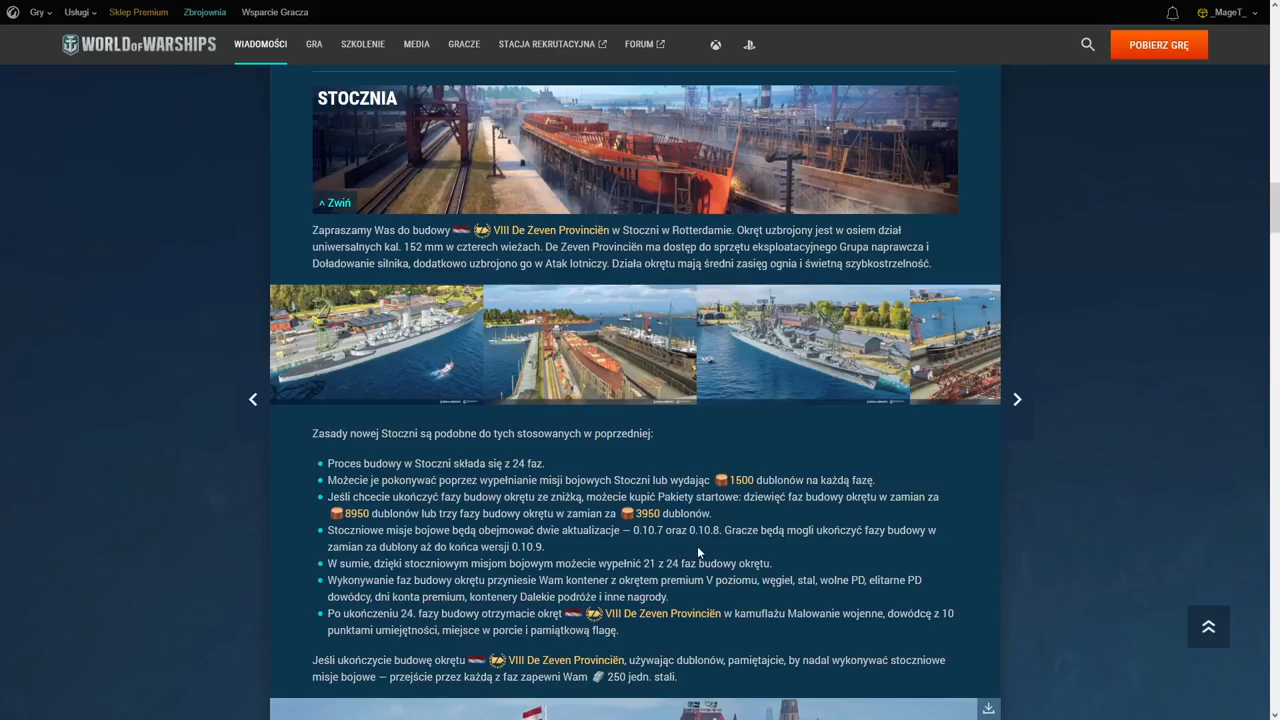 Gry
Usługi
Sklep Premium
Zbrojownia
Wsparcie Gracza
_MageT_
WORLD OF WARSHIPS
WIADOMOŚCI
GRA
SZKOLENIE
MEDIA
GRACZE
STACJA REKRUTACYJNA
FORUM
POBIERZ GRĘ
STOCZNIA
^ Zwiń
Zapraszamy Was do budowy VIII De Zeven Provinciën w Stoczni w Rotterdamie. Okręt uzbrojony jest w osiem dział
uniwersalnych kal. 152 mm w czterech wieżach. De Zeven Provinciën ma dostęp do sprzętu eksploatacyjnego Grupa naprawcza i
Doładowanie silnika, dodatkowo uzbrojono go w Atak lotniczy. Działa okrętu mają średni zasięg ognia i świetną szybkostrzelność.
Zasady nowej Stoczni są podobne do tych stosowanych w poprzedniej:
Proces budowy w Stoczni składa się z 24 faz.
Możecie je pokonywać poprzez wypełnianie misji bojowych Stoczni lub wydając 1500 dublonów na każdą fazę.
Jeśli chcecie ukończyć fazy budowy okrętu ze zniżką, możecie kupić Pakiety startowe: dziewięć faz budowy okrętu w zamian za
8950 dublonów lub trzy fazy budowy okrętu w zamian za 3950 dublonów.
Stoczniowe misje bojowe będą obejmować dwie aktualizacje — 0.10.7 oraz 0.10.8. Gracze będą mogli ukończyć fazy budowy w
zamian za dublony aż do końca wersji 0.10.9.
W sumie, dzięki stoczniowym misjom bojowym możecie wypełnić 21 z 24 faz budowy okrętu.
Wykonywanie faz budowy okrętu przyniesie Wam kontener z okrętem premium V poziomu, węgiel, stal, wolne PD, elitarne PD
dowódcy, dni konta premium, kontenery Dalekie podróże i inne nagrody.
Po ukończeniu 24. fazy budowy otrzymacie okręt VIII De Zeven Provinciën w kamuflażu Malowanie wojenne, dowódcę z 10
punktami umiejętności, miejsce w porcie i pamiątkową flagę.
Jeśli ukończycie budowę okrętu VIII De Zeven Provinciën, używając dublonów, pamiętajcie, by nadal wykonywać stoczniowe
misje bojowe — przejście przez każdą z faz zapewni Wam 250 jedn. stali.